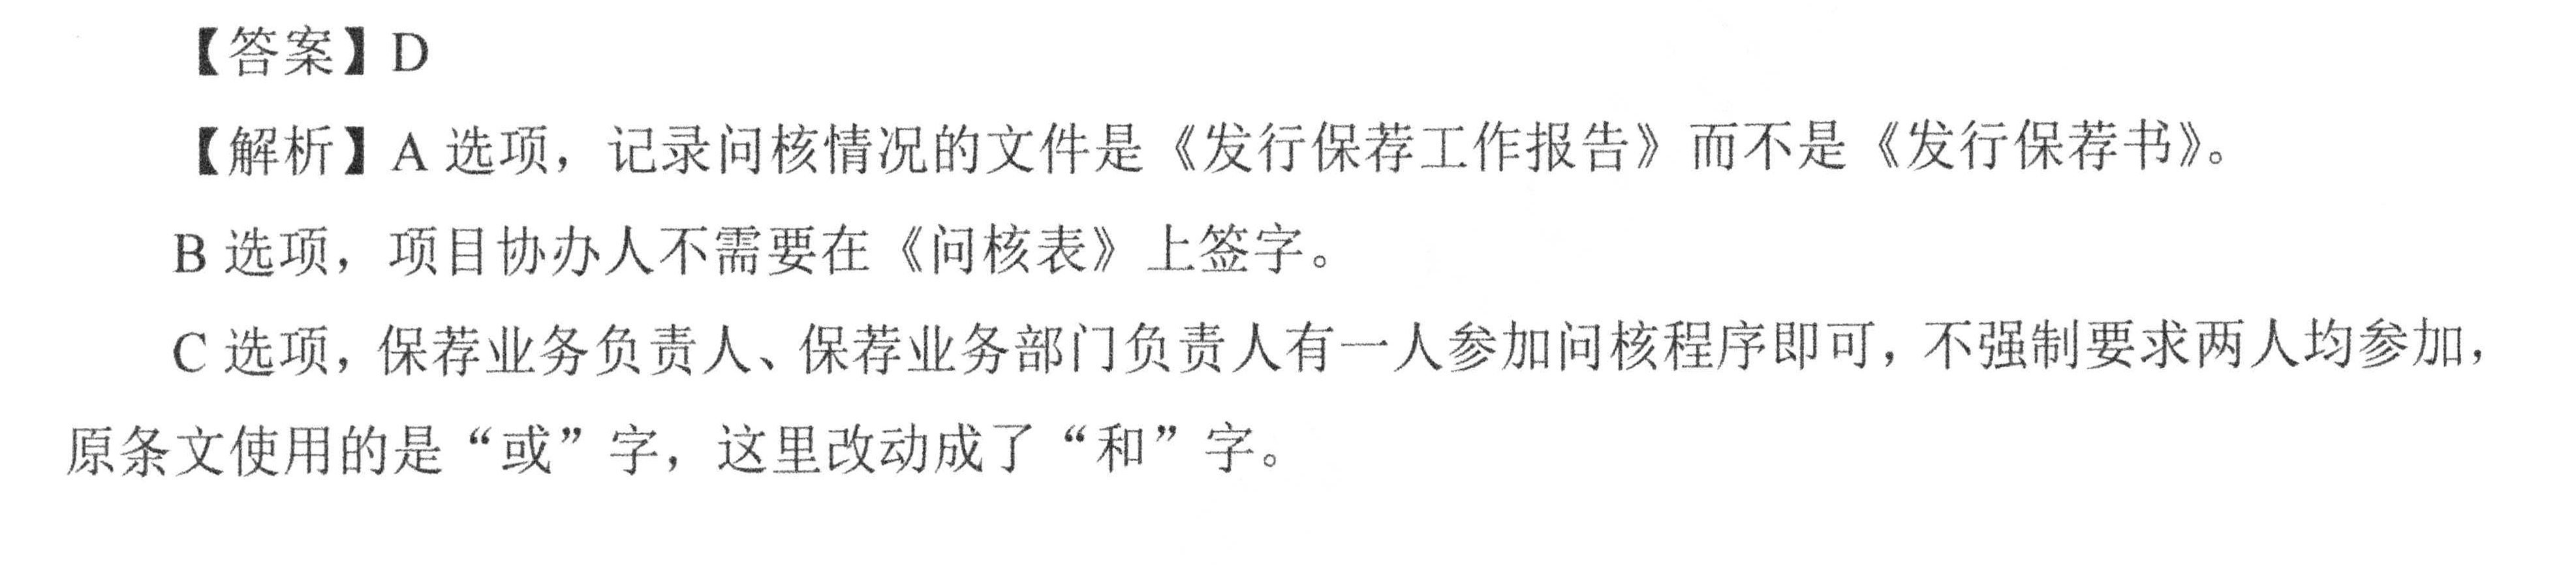 【答案】D
【解析】A 选项，记录问核情况的文件是《发行保荐工作报告》而不是《发行保荐书》。
B 选项，项目协办人不需要在《问核表》上签字。
C 选项，保荐业务负责人、保荐业务部门负责人有一人参加问核程序即可，不强制要求两人均参加，
原条文使用的是“或”字，这里改动成了“和”字。